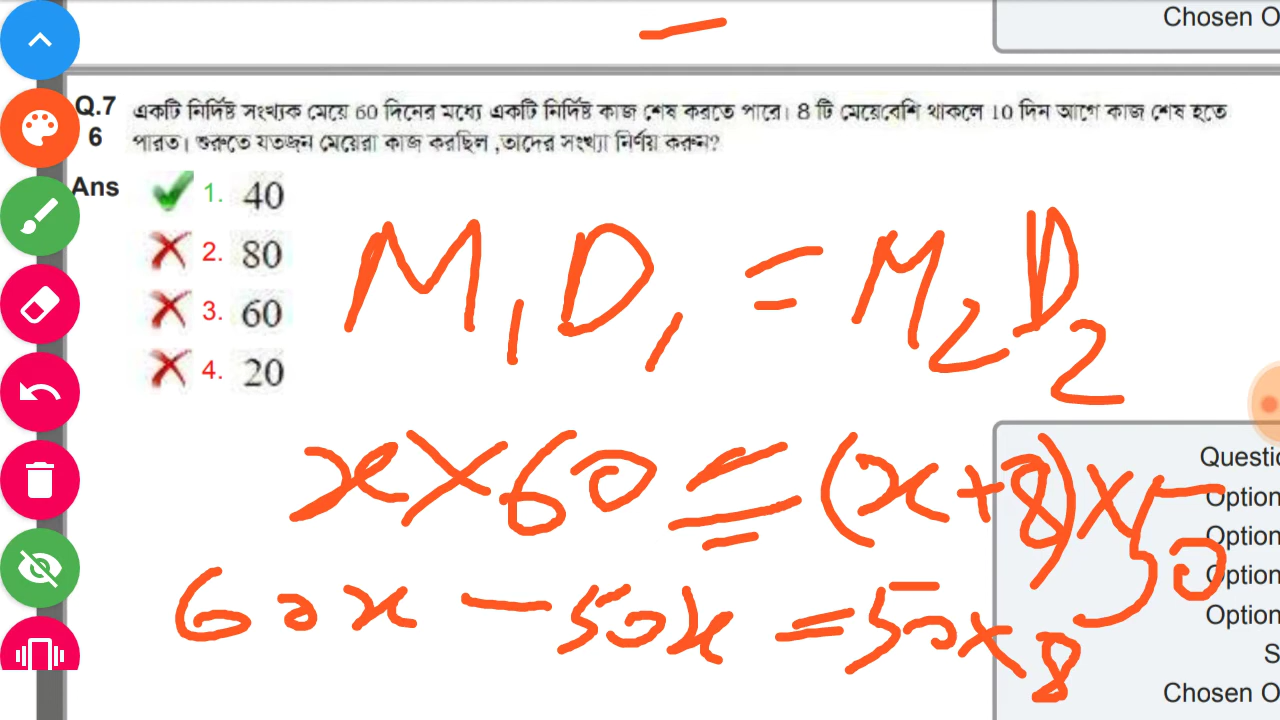 Chosen O
Q.7
6
একটি নির্দিষ্ট সংখ্যক মেয়ে 60 দিনের মধ্যে একটি নির্দিষ্ট কাজ শেষ করতে পারে। 8 টি মেয়েবেশি থাকলে 10 দিন আগে কাজ শেষ হতে
পারত। শুরুতে যতজন মেয়েরা কাজ করছিল ,তাদের সংখ্যা নির্ণয় করুন?
Ans
1. 40
2. 80
3. 60
4. 20
M₁D₁ = M₂D₂
x×60 = (x+8)×50
60x - 50x = 50×8
Questio
Option
Option
Option
Option
S
Chosen O